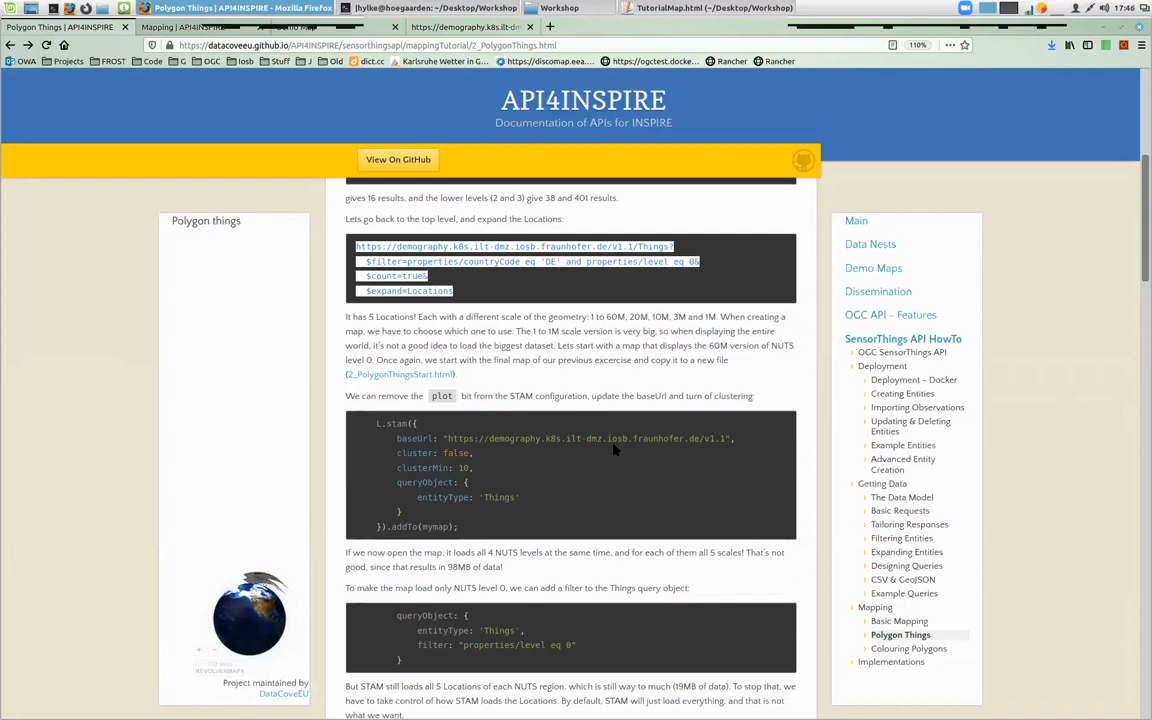 Polygon Things | API4INSPIRE - Mozilla Firefox
[hylke@hoegaarden:~/Desktop/Workshop
Workshop
TutorialMap.html (~/Desktop/Workshop)
17:46
Polygon Things | API4INSPIRE
Mapping | API4INSPIRE
Demo Map
https://demography.k8s.ilt-dm
https://datacoveeu.github.io/API4INSPIRE/sensorthingsapi/mappingTutorial/2_PolygonThings.html
110%
OWA
Projects
FROST
Code
G
OGC
Iosb
Stuff
J
Old
dict.cc
Karlsruhe Wetter in G...
https://discomap.eea....
https://ogctest.docke...
Rancher
Rancher
API4INSPIRE
Documentation of APIs for INSPIRE
View On GitHub
gives 16 results, and the lower levels (2 and 3) give 38 and 401 results.
Lets go back to the top level, and expand the Locations:
https://demography.k8s.ilt-dmz.iosb.fraunhofer.de/v1.1/Things?
$filter=properties/countryCode eq 'DE' and properties/level eq 0&
$count=true&
$expand=Locations
It has 5 Locations! Each with a different scale of the geometry: 1 to 60M, 20M, 10M, 3M and 1M. When creating a
map, we have to choose which one to use. The 1 to 1M scale version is very big, so when displaying the entire
world, it's not a good idea to load the biggest dataset. Lets start with a map that displays the 60M version of NUTS
level 0. Once again, we start with the final map of our previous excercise and copy it to a new file
(2_PolygonThingsStart.html).
We can remove the plot bit from the STAM configuration, update the baseUrl and turn of clustering:
L.stam({
baseUrl: "https://demography.k8s.ilt-dmz.iosb.fraunhofer.de/v1.1",
cluster: false,
clusterMin: 10,
queryObject: {
entityType: 'Things'
}
}).addTo(mymap);
If we now open the map, it loads all 4 NUTS levels at the same time, and for each of them all 5 scales! That's not
good, since that results in 98MB of data!
To make the map load only NUTS level 0, we can add a filter to the Things query object:
queryObject: {
entityType: 'Things',
filter: "properties/level eq 0"
}
But STAM still loads all 5 Locations of each NUTS region, which is still way to much (19MB of data). To stop that, we
have to take control of how STAM loads the Locations. By default, STAM will just load everything, and that is not
what we want.
Polygon things
Project maintained by
DataCoveEU
Main
Data Nests
Demo Maps
Dissemination
OGC API - Features
SensorThings API HowTo
OGC SensorThings API
Deployment
Deployment - Docker
Creating Entities
Importing Observations
Updating & Deleting
Entities
Example Entities
Advanced Entity
Creation
Getting Data
The Data Model
Basic Requests
Tailoring Responses
Filtering Entities
Expanding Entities
Designing Queries
CSV & GeoJSON
Example Queries
Mapping
Basic Mapping
Polygon Things
Colouring Polygons
Implementations